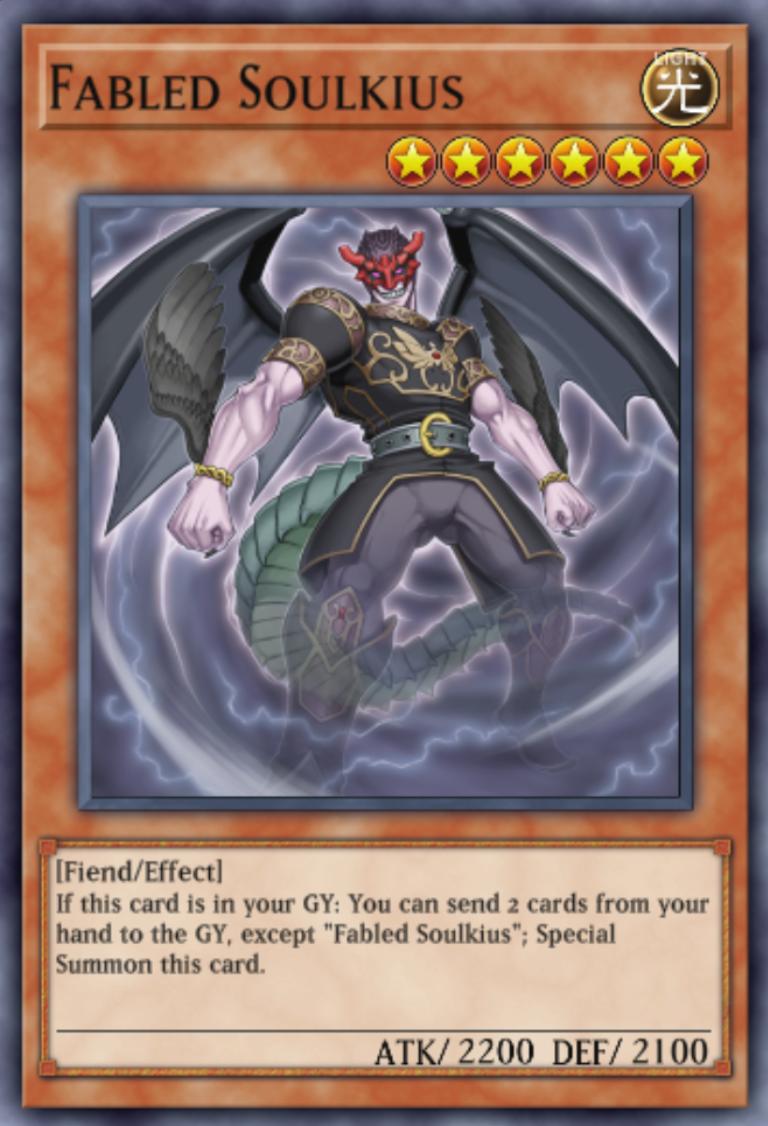 Fabled Soulkius
LIGHT
光
[Fiend/Effect]
If this card is in your GY: You can send 2 cards from your
hand to the GY, except "Fabled Soulkius"; Special
Summon this card.
ATK/ 2200 DEF/ 2100